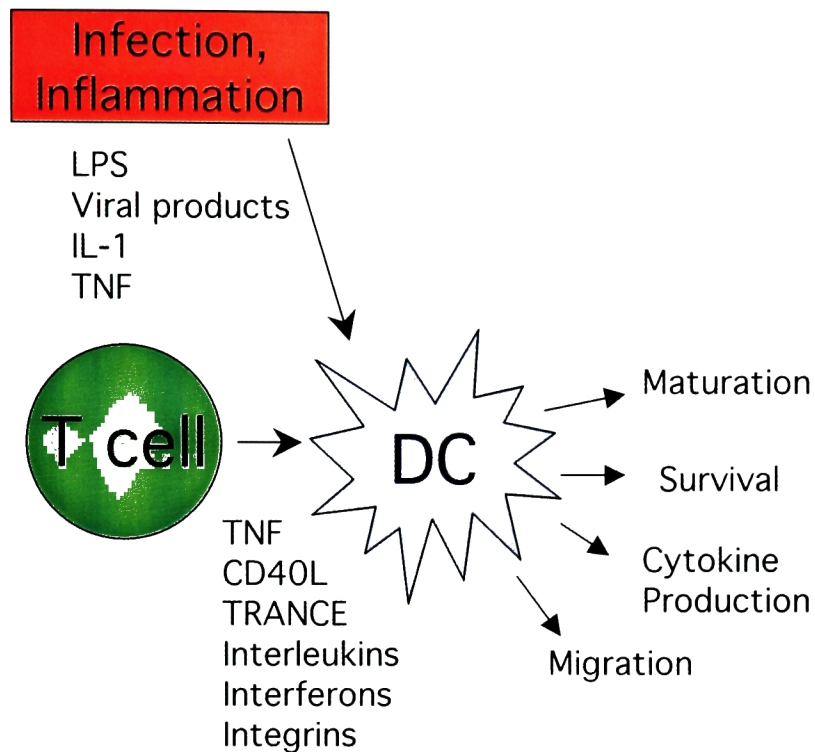 Infection,
Inflammation
LPS
Viral products
IL-1
TNF
T cell
DC
TNF
CD40L
TRANCE
Interleukins
Interferons
Integrins
Maturation
Survival
Cytokine
Production
Migration